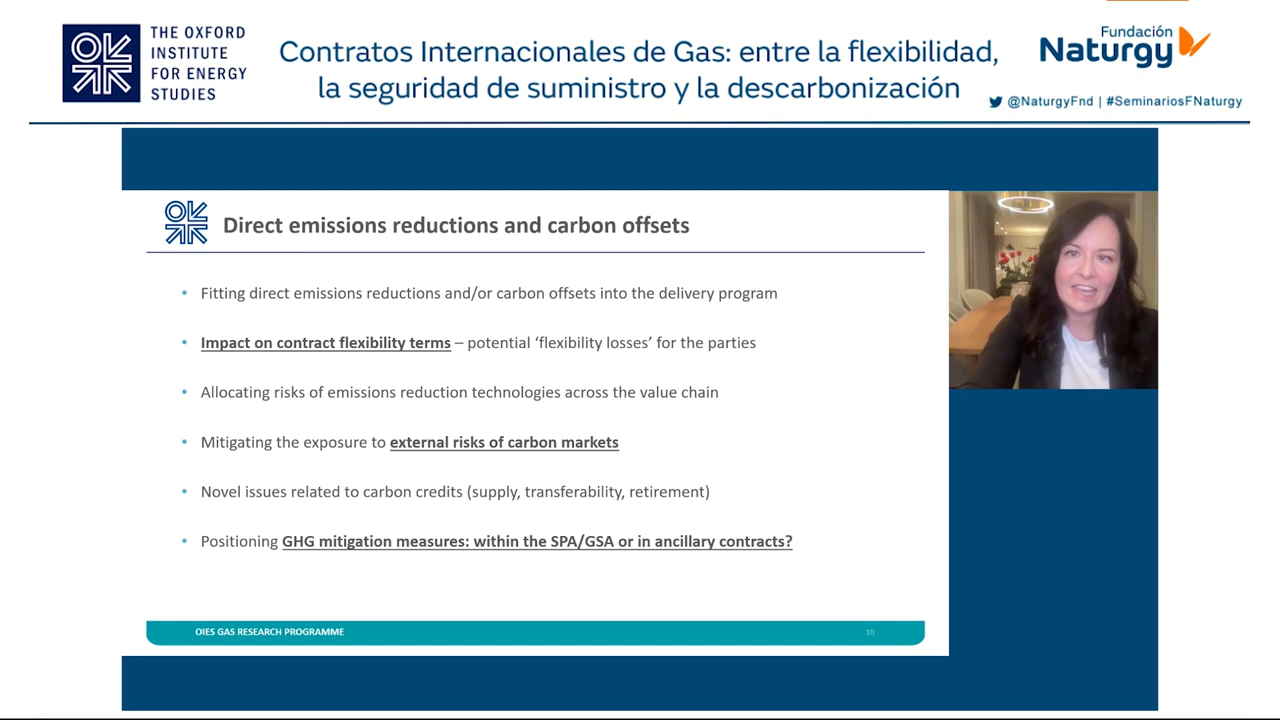 THE OXFORD
INSTITUTE
FOR ENERGY
STUDIES
Contratos Internacionales de Gas: entre la flexibilidad,
la seguridad de suministro y la descarbonización
Fundación
Naturgy
@NaturgyFnd | #SeminariosFNaturgy
Direct emissions reductions and carbon offsets
• Fitting direct emissions reductions and/or carbon offsets into the delivery program
• Impact on contract flexibility terms – potential ‘flexibility losses’ for the parties
• Allocating risks of emissions reduction technologies across the value chain
• Mitigating the exposure to external risks of carbon markets
• Novel issues related to carbon credits (supply, transferability, retirement)
• Positioning GHG mitigation measures: within the SPA/GSA or in ancillary contracts?
OIES GAS RESEARCH PROGRAMME
10